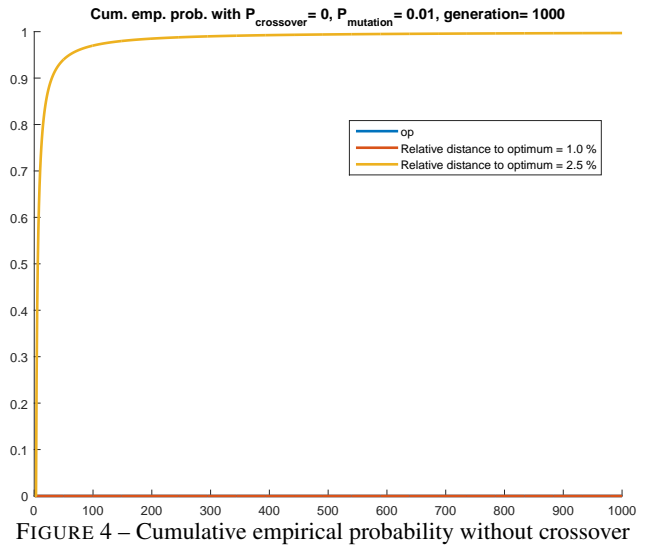 Cum. emp. prob. with P_crossover= 0, P_mutation= 0.01, generation= 1000
1
0.9
op
Relative distance to optimum = 1.0 %
Relative distance to optimum = 2.5 %
0.8
0.7
0.6
0.5
0.4
0.3
0.2
0.1
0
0 100 200 300 400 500 600 700 800 900 1000
FIGURE 4 – Cumulative empirical probability without crossover